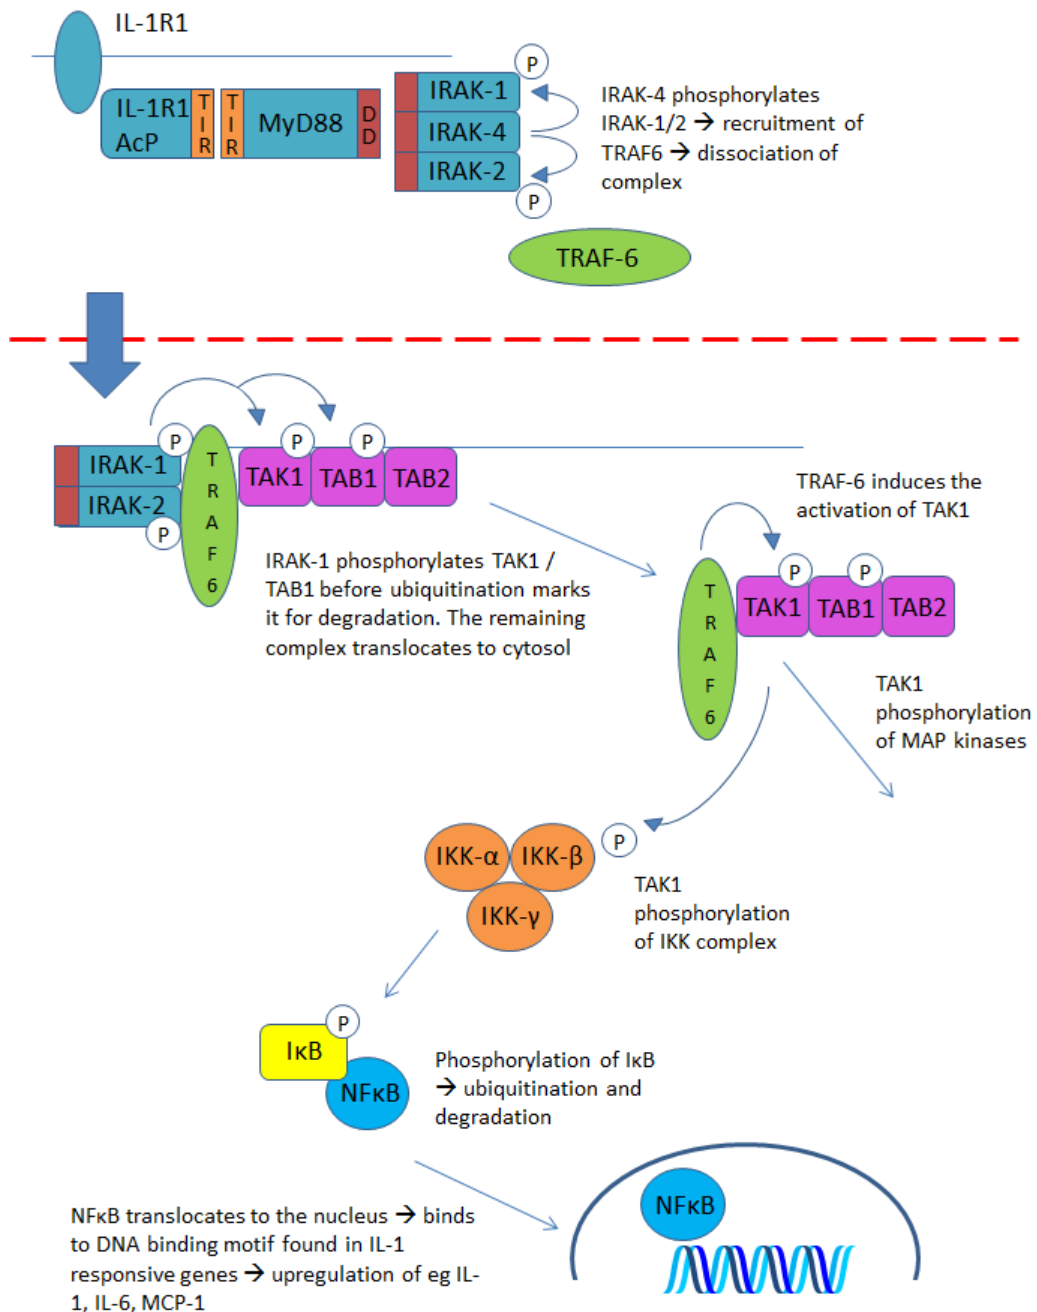 IL-1R1
P
IL-1R1
AcP
TIR
TIR
MyD88
DD
IRAK-1
IRAK-4
IRAK-2
P
IRAK-4 phosphorylates
IRAK-1/2 → recruitment of
TRAF6 → dissociation of
complex
TRAF-6
P
P
P
IRAK-1
IRAK-2
P
TRAF6
TAK1
TAB1
TAB2
IRAK-1 phosphorylates TAK1 /
TAB1 before ubiquitination marks
it for degradation. The remaining
complex translocates to cytosol
TRAF-6 induces the
activation of TAK1
P
P
TRAF6
TAK1
TAB1
TAB2
TAK1
phosphorylation
of MAP kinases
IKK-α
IKK-β
IKK-γ
P
TAK1
phosphorylation
of IKK complex
P
IκB
NFκB
Phosphorylation of IκB
→ ubiquitination and
degradation
NFκB translocates to the nucleus → binds
to DNA binding motif found in IL-1
responsive genes → upregulation of eg IL-
1, IL-6, MCP-1
NFκB